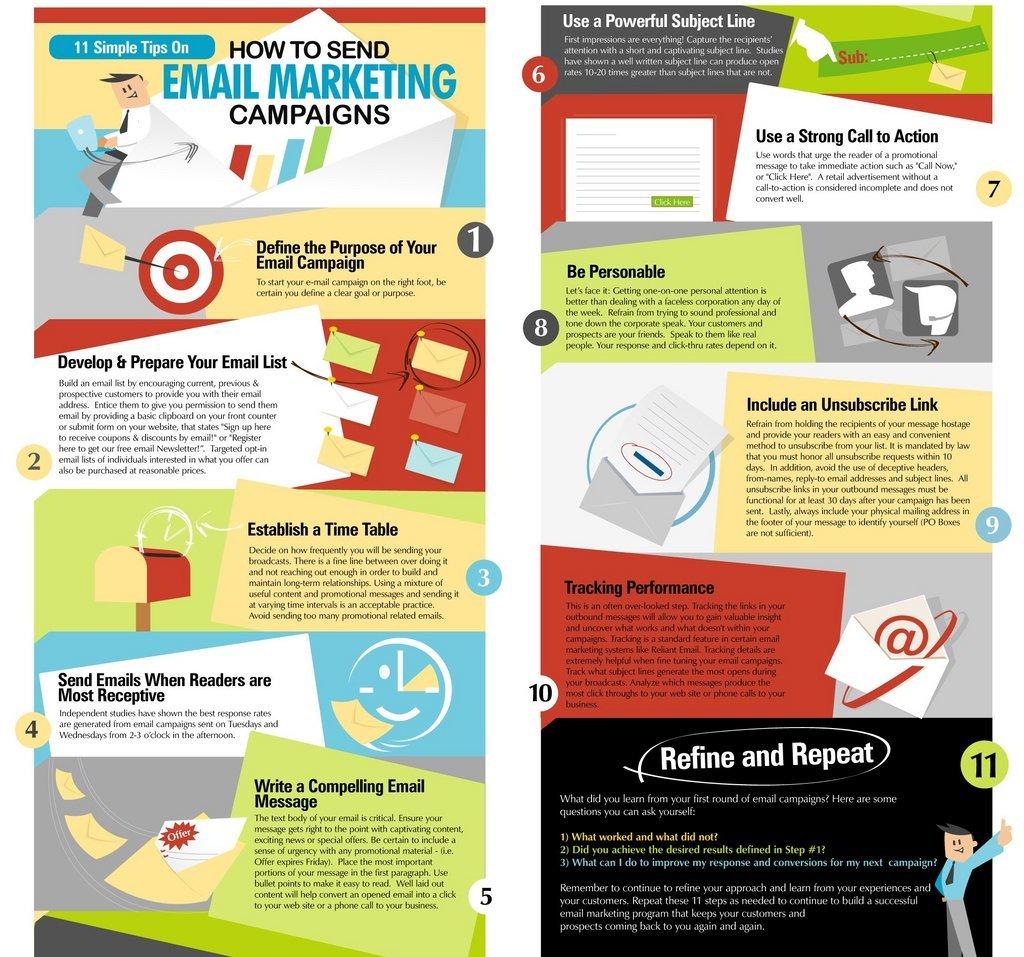 11 Simple Tips On
HOW TO SEND
EMAIL MARKETING
CAMPAIGNS
1
Define the Purpose of Your
Email Campaign
To start your e-mail campaign on the right foot, be
certain you define a clear goal or purpose.
Develop & Prepare Your Email List
Build an email list by encouraging current, previous &
prospective customers to provide you with their email
address. Entice them to give you permission to send them
email by providing a basic clipboard on your front counter
or submit form on your website, that states "Sign up here
to receive coupons & discounts by email!" or "Register
here to get our free email Newsletter!". Targeted opt-in
email lists of individuals interested in what you offer can
also be purchased at reasonable prices.
2
Establish a Time Table
Decide on how frequently you will be sending your
broadcasts. There is a fine line between over doing it
and not reaching out enough in order to build and
maintain long-term relationships. Using a mixture of
useful content and promotional messages and sending it
at varying time intervals is an acceptable practice.
Avoid sending too many promotional related emails.
3
Send Emails When Readers are
Most Receptive
Independent studies have shown the best response rates
are generated from email campaigns sent on Tuesdays and
Wednesdays from 2-3 o'clock in the afternoon.
4
Write a Compelling Email
Message
The text body of your email is critical. Ensure your
message gets right to the point with captivating content,
exciting news or special offers. Be certain to include a
sense of urgency with any promotional material - (i.e.
Offer expires Friday). Place the most important
portions of your message in the first paragraph. Use
bullet points to make it easy to read. Well laid out
content will help convert an opened email into a click
to your web site or a phone call to your business.
Offer
5
Use a Powerful Subject Line
First impressions are everything! Capture the recipients'
attention with a short and captivating subject line. Studies
have shown a well written subject line can produce open
rates 10-20 times greater than subject lines that are not.
Sub:
6
Use a Strong Call to Action
Use words that urge the reader of a promotional
message to take immediate action such as "Call Now,"
or "Click Here". A retail advertisement without a
call-to-action is considered incomplete and does not
convert well.
Click Here
7
Be Personable
Let's face it: Getting one-on-one personal attention is
better than dealing with a faceless corporation any day of
the week. Refrain from trying to sound professional and
tone down the corporate speak. Your customers and
prospects are your friends. Speak to them like real
people. Your response and click-thru rates depend on it.
8
Include an Unsubscribe Link
Refrain from holding the recipients of your message hostage
and provide your readers with an easy and convenient
method to unsubscribe from your list. It is mandated by law
that you must honor all unsubscribe requests within 10
days. In addition, avoid the use of deceptive headers,
from-names, reply-to email addresses and subject lines. All
unsubscribe links in your outbound messages must be
functional for at least 30 days after your campaign has been
sent. Lastly, always include your physical mailing address in
the footer of your message to identify yourself (PO Boxes
are not sufficient).
9
Tracking Performance
This is an often over-looked step. Tracking the links in your
outbound messages will allow you to gain valuable insight
and uncover what works and what doesn't within your
campaigns. Tracking is a standard feature in certain email
marketing systems like Reliant Email. Tracking details are
extremely helpful when fine tuning your email campaigns.
Track what subject lines generate the most opens during
your broadcasts. Analyze which messages produce the
most click throughs to your web site or phone calls to your
business.
@
10
Refine and Repeat
11
What did you learn from your first round of email campaigns? Here are some
questions you can ask yourself:
1) What worked and what did not?
2) Did you achieve the desired results defined in Step #1?
3) What can I do to improve my response and conversions for my next campaign?
Remember to continue to refine your approach and learn from your experiences and
your customers. Repeat these 11 steps as needed to continue to build a successful
email marketing program that keeps your customers and
prospects coming back to you again and again.